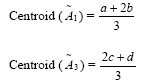 Centroid (Ã₁) = (a + 2b) / 3
Centroid (Ã₃) = (2c + d) / 3